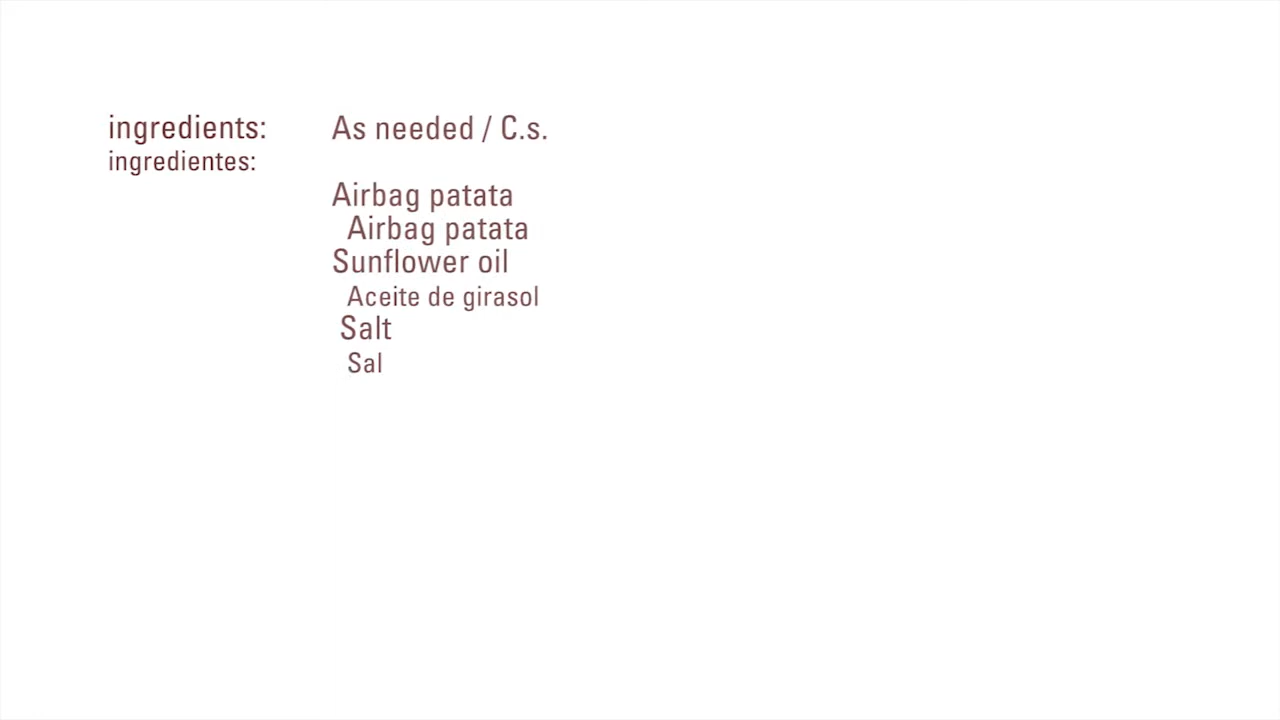 ingredients: As needed / C.s.
ingredientes:
Airbag patata
Airbag patata
Sunflower oil
Aceite de girasol
Salt
Sal